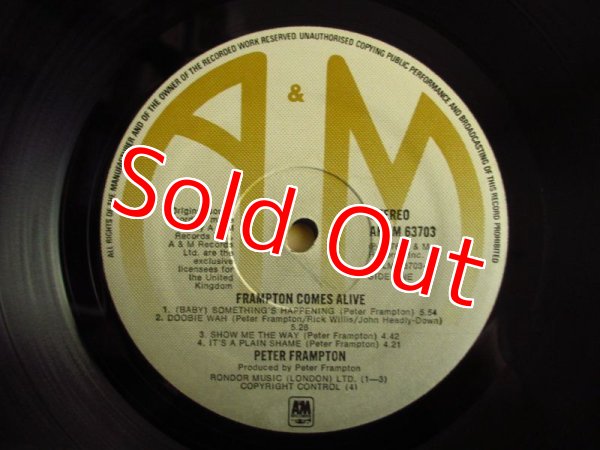 ALL RIGHTS OF THE MANUFACTURER AND OF THE OWNER OF THE RECORDED WORK RESERVED. UNAUTHORISED COPYING PUBLIC PERFORMANCE AND BROADCASTING OF THIS RECORD PROHIBITED
A & M
Sold Out
STEREO
63703
A & M Records
Ltd. are the
exclusive
licensees for
the United
Kingdom
FRAMPTON COMES ALIVE
1. (BABY) SOMETHING'S HAPPENING (Peter Frampton) 5.54
2. DOOBIE WAH (Peter Frampton/Rick Willis/John Headly-Down)
5.28
3. SHOW ME THE WAY (Peter Frampton) 4.42
4. IT'S A PLAIN SHAME (Peter Frampton) 4.21
PETER FRAMPTON
Produced by Peter Frampton
RONDOR MUSIC (LONDON) LTD. (1—3)
COPYRIGHT CONTROL (4)
A&M